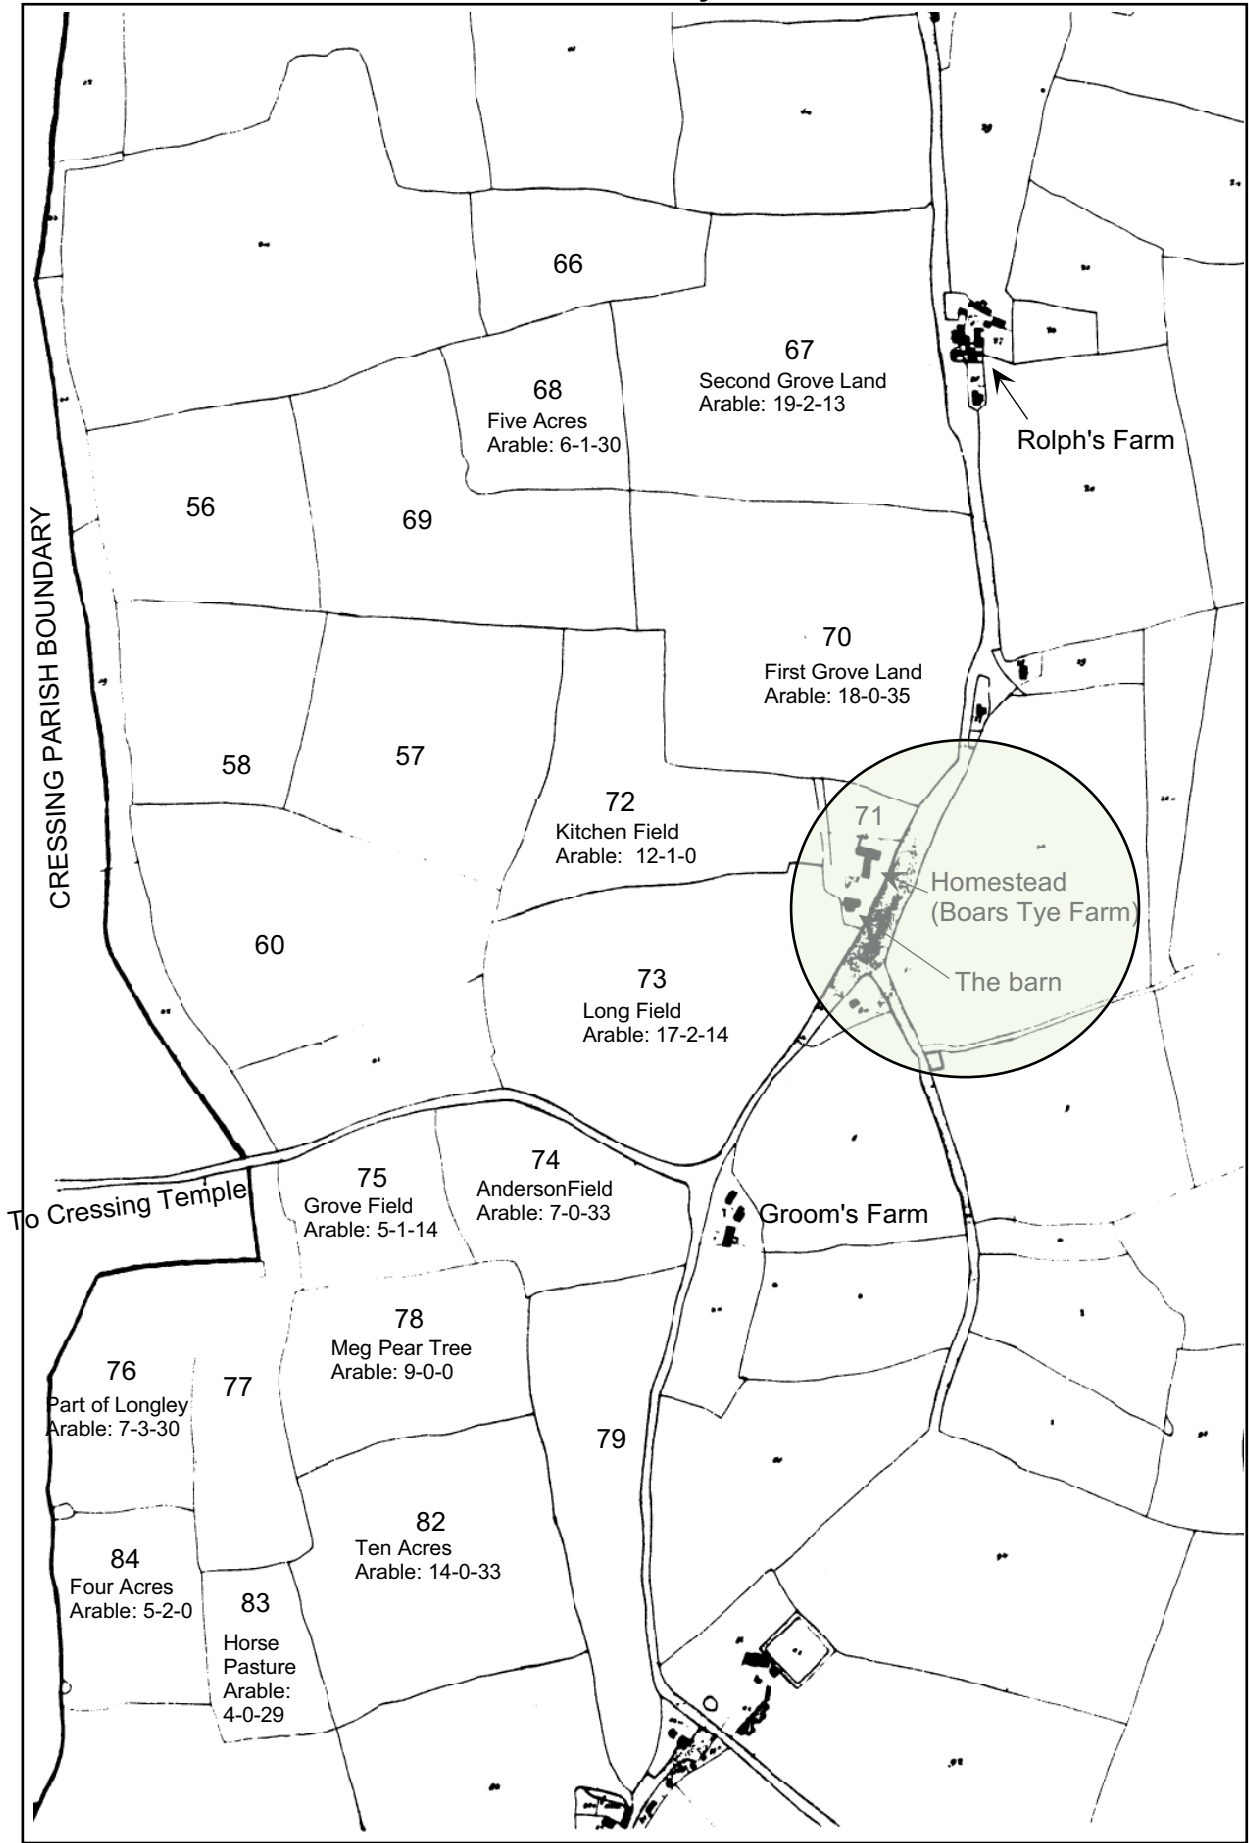 66
67
Second Grove Land
Arable: 19-2-13
68
Five Acres
Arable: 6-1-30
Rolph's Farm
56
69
CRESSING PARISH BOUNDARY
70
First Grove Land
Arable: 18-0-35
58
57
72
Kitchen Field
Arable: 12-1-0
71
Homestead
(Boars Tye Farm)
The barn
60
73
Long Field
Arable: 17-2-14
To Cressing Temple
75
Grove Field
Arable: 5-1-14
74
AndersonField
Arable: 7-0-33
Groom's Farm
78
Meg Pear Tree
Arable: 9-0-0
76
Part of Longley
Arable: 7-3-30
77
79
82
Ten Acres
Arable: 14-0-33
84
Four Acres
Arable: 5-2-0
83
Horse
Pasture
Arable:
4-0-29